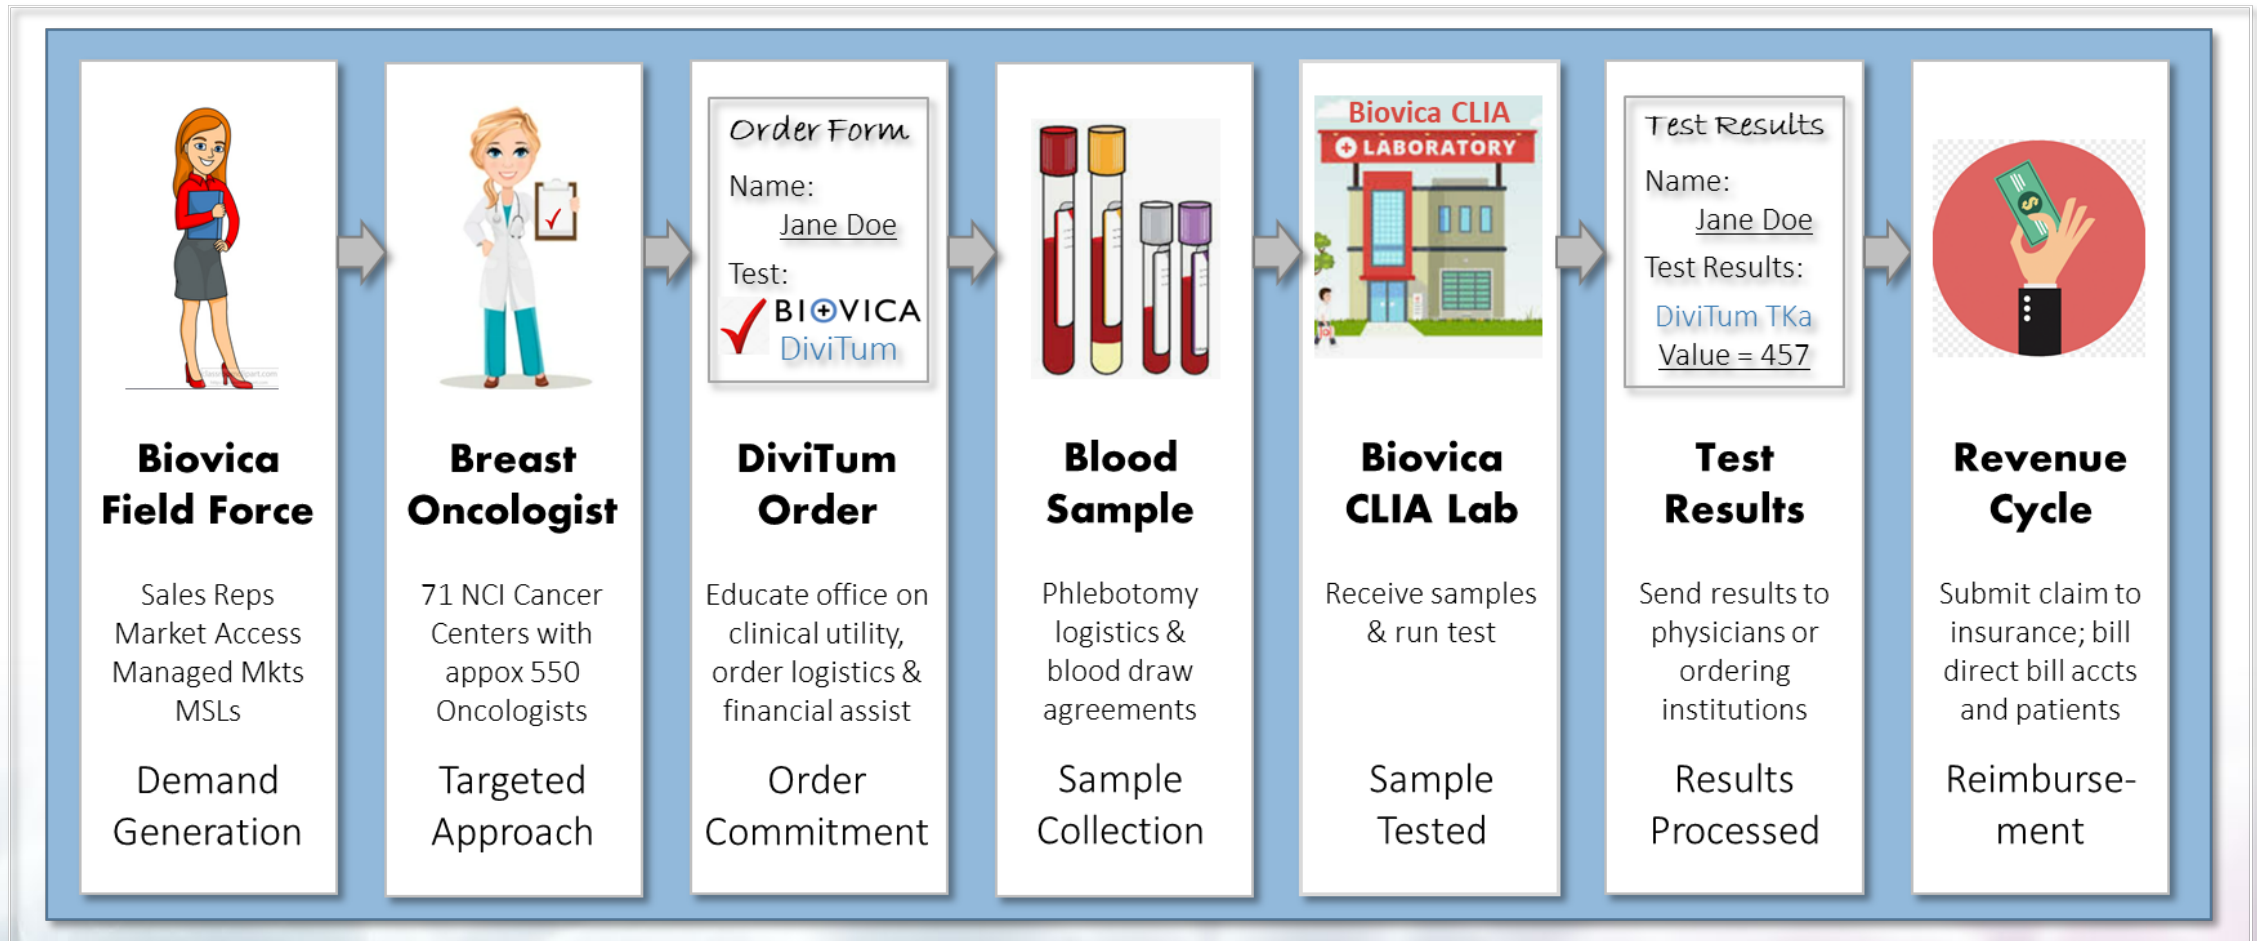 Order Form
Name:
Jane Doe
Test:
BIOVICA
DiviTum
Biovica CLIA
LABORATORY
Test Results
Name:
Jane Doe
Test Results:
DiviTum TKa
Value = 457
Biovica
Field Force
Sales Reps
Market Access
Managed Mkts
MSLs
Demand
Generation
Breast
Oncologist
71 NCI Cancer
Centers with
appox 550
Oncologists
Targeted
Approach
DiviTum
Order
Educate office on
clinical utility,
order logistics &
financial assist
Order
Commitment
Blood
Sample
Phlebotomy
logistics &
blood draw
agreements
Sample
Collection
Biovica
CLIA Lab
Receive samples
& run test
Sample
Tested
Test
Results
Send results to
physicians or
ordering
institutions
Results
Processed
Revenue
Cycle
Submit claim to
insurance; bill
direct bill accts
and patients
Reimburse-
ment